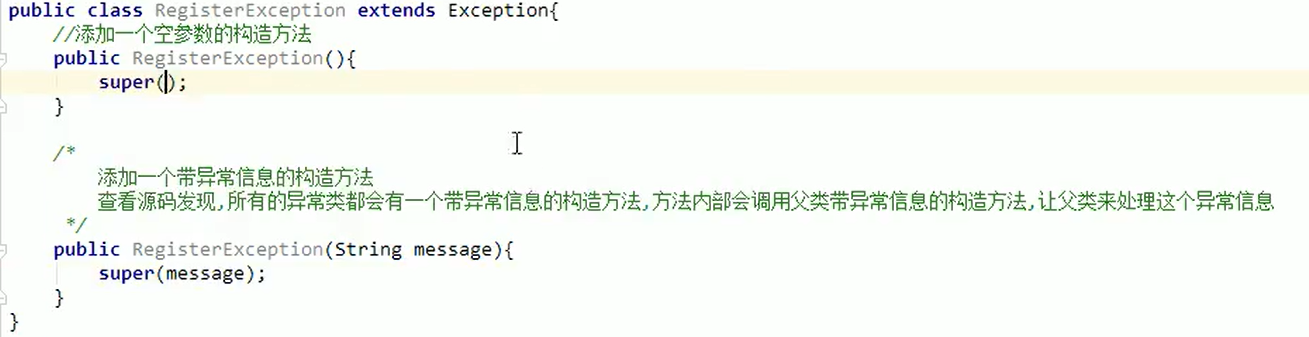 public class RegisterException extends Exception{
    //添加一个空参数的构造方法
    public RegisterException(){
        super();
    }
    /*
        添加一个带异常信息的构造方法
        查看源码发现,所有的异常类都会有一个带异常信息的构造方法,方法内部会调用父类带异常信息的构造方法,让父类来处理这个异常信息
     */
    public RegisterException(String message){
        super(message);
    }
}